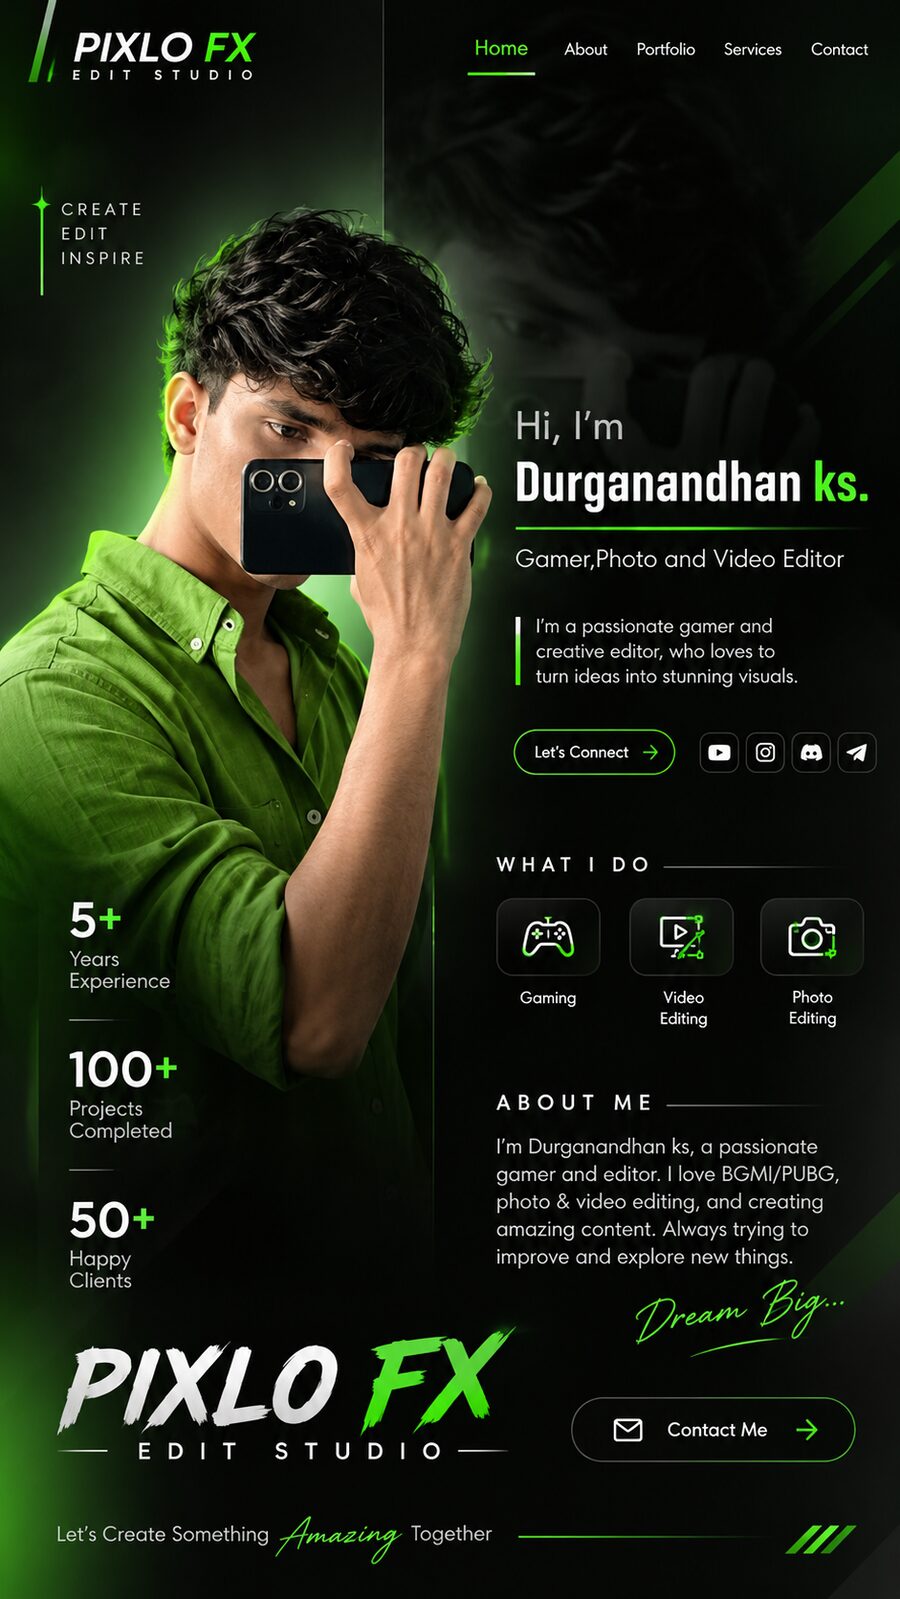 PIXLO FX
EDIT STUDIO
Home About Portfolio Services Contact
CREATE
EDIT
INSPIRE
Hi, I'm
Durganandhan ks.
Gamer,Photo and Video Editor
I'm a passionate gamer and
creative editor, who loves to
turn ideas into stunning visuals.
Let's Connect →
WHAT I DO
Gaming
Video
Editing
Photo
Editing
5+
Years
Experience
100+
Projects
Completed
50+
Happy
Clients
ABOUT ME
I'm Durganandhan ks, a passionate
gamer and editor. I love BGMI/PUBG,
photo & video editing, and creating
amazing content. Always trying to
improve and explore new things.
Dream Big...
PIXLO FX
EDIT STUDIO
Contact Me →
Let's Create Something Amazing Together